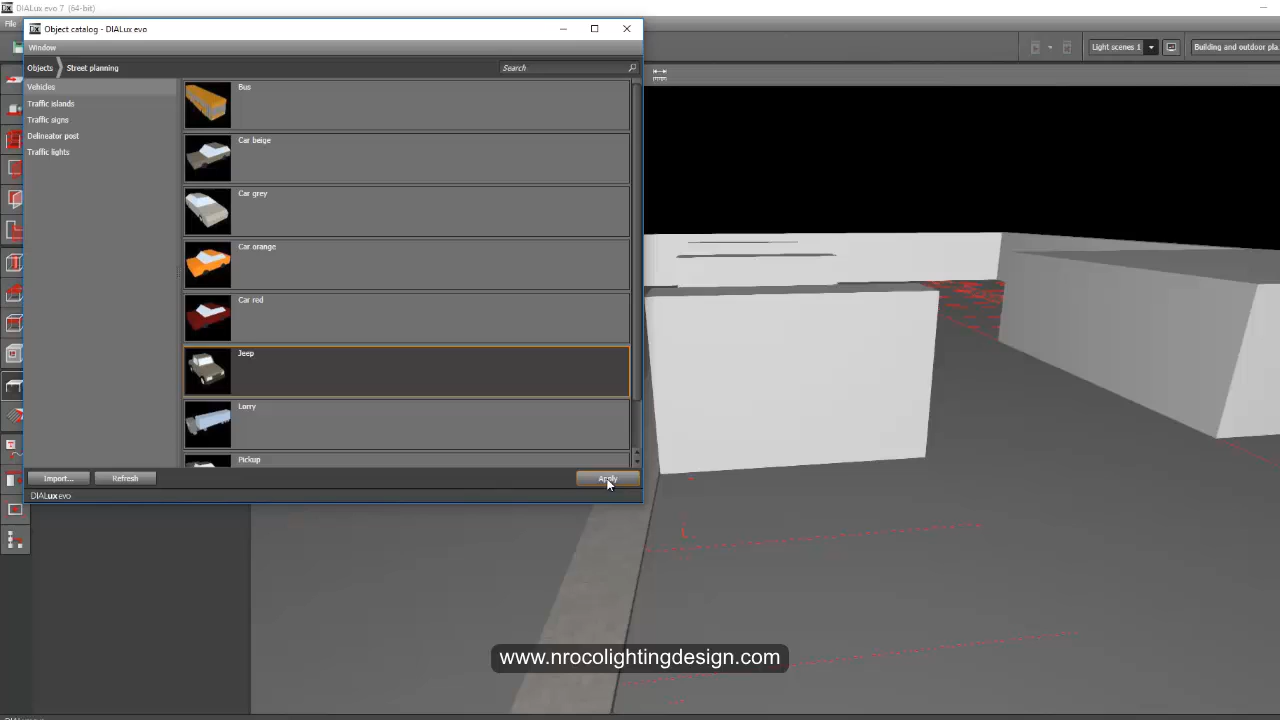 DIALux evo 7 (64-bit)
File
Object catalog - DIALux evo
Window
Objects
Street planning
Search
Light scenes 1
Building and outdoor pla
Vehicles
Traffic islands
Traffic signs
Delineator post
Traffic lights
Bus
Car beige
Car grey
Car orange
Car red
Jeep
Lorry
Pickup
Import...
Refresh
Apply
DIALux evo
www.nrocolightingdesign.com